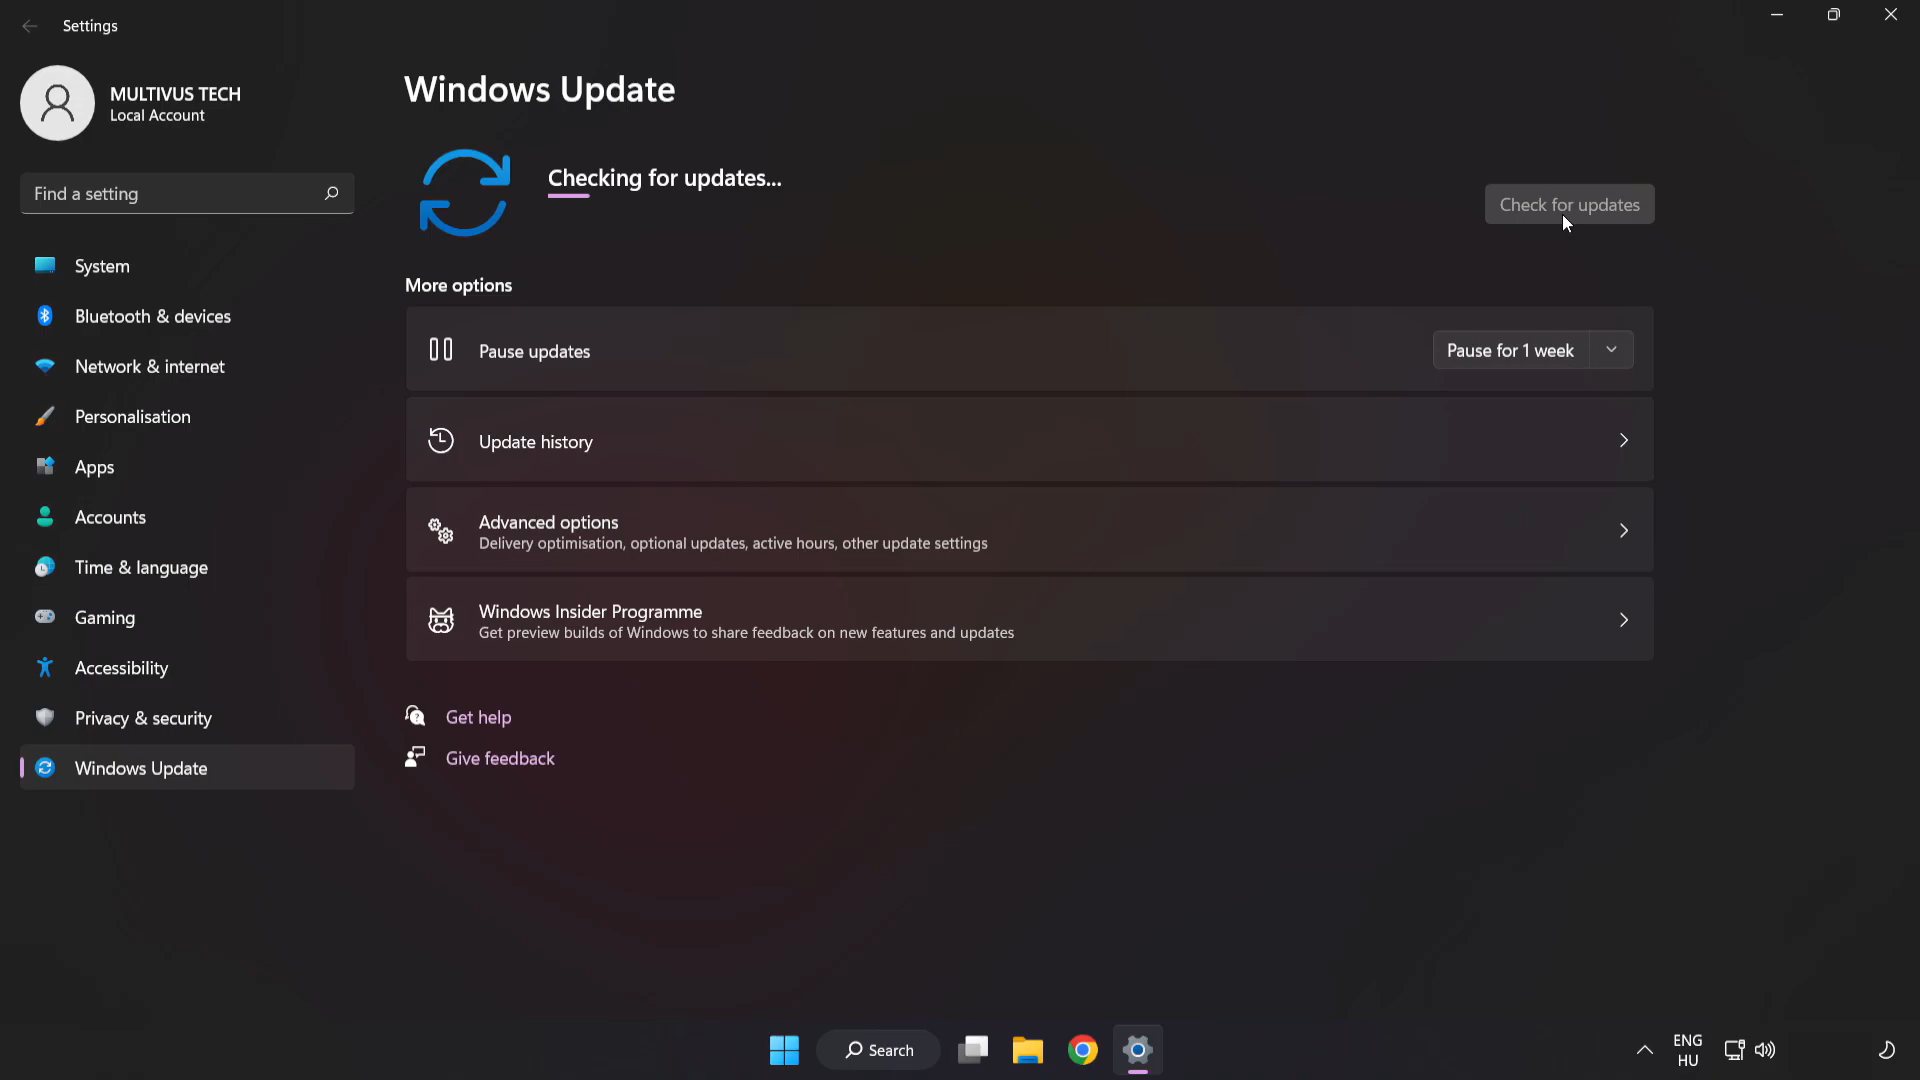 Settings
MULTIVUS TECH
Local Account
Find a setting
System
Bluetooth & devices
Network & internet
Personalisation
Apps
Accounts
Time & language
Gaming
Accessibility
Privacy & security
Windows Update
Windows Update
Checking for updates...
Check for updates
More options
Pause updates
Pause for 1 week
Update history
Advanced options
Delivery optimisation, optional updates, active hours, other update settings
Windows Insider Programme
Get preview builds of Windows to share feedback on new features and updates
Get help
Give feedback
Search
ENG
HU